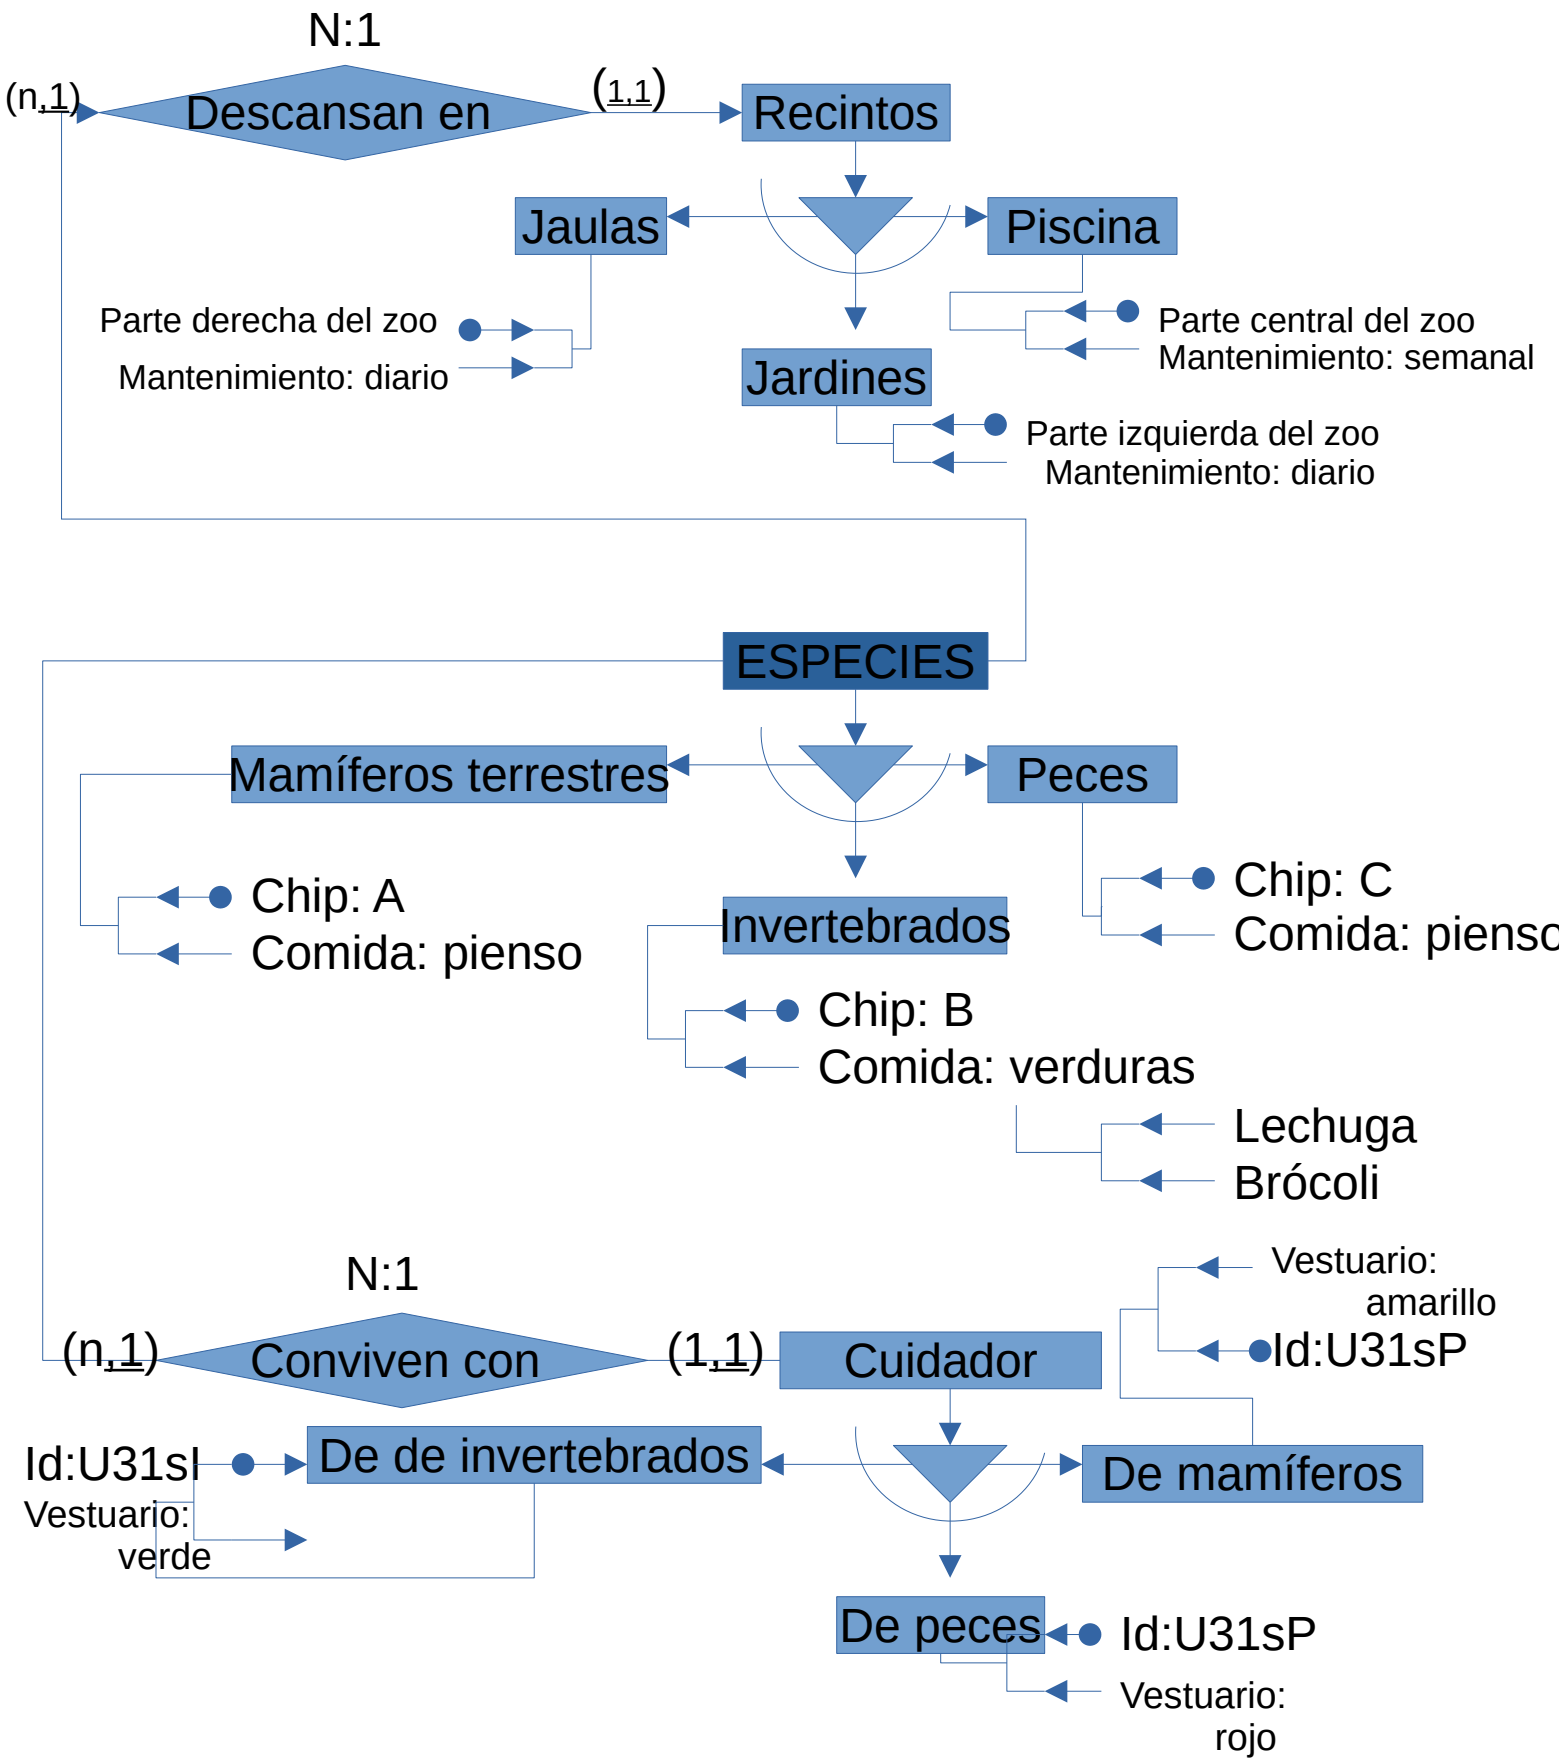 N:1
(n,1)
Descansan en
(1,1)
Recintos
Jaulas
Piscina
Parte derecha del zoo
Mantenimiento: diario
Parte central del zoo
Mantenimiento: semanal
Jardines
Parte izquierda del zoo
Mantenimiento: diario
ESPECIES
Mamíferos terrestres
Peces
Chip: A
Comida: pienso
Invertebrados
Chip: C
Comida: pienso
Chip: B
Comida: verduras
Lechuga
Brócoli
N:1
(n,1)
Conviven con
(1,1)
Cuidador
Vestuario:
amarillo
Id:U31sP
De de invertebrados
Id:U31sI
Vestuario:
verde
De mamíferos
De peces
Id:U31sP
Vestuario:
rojo